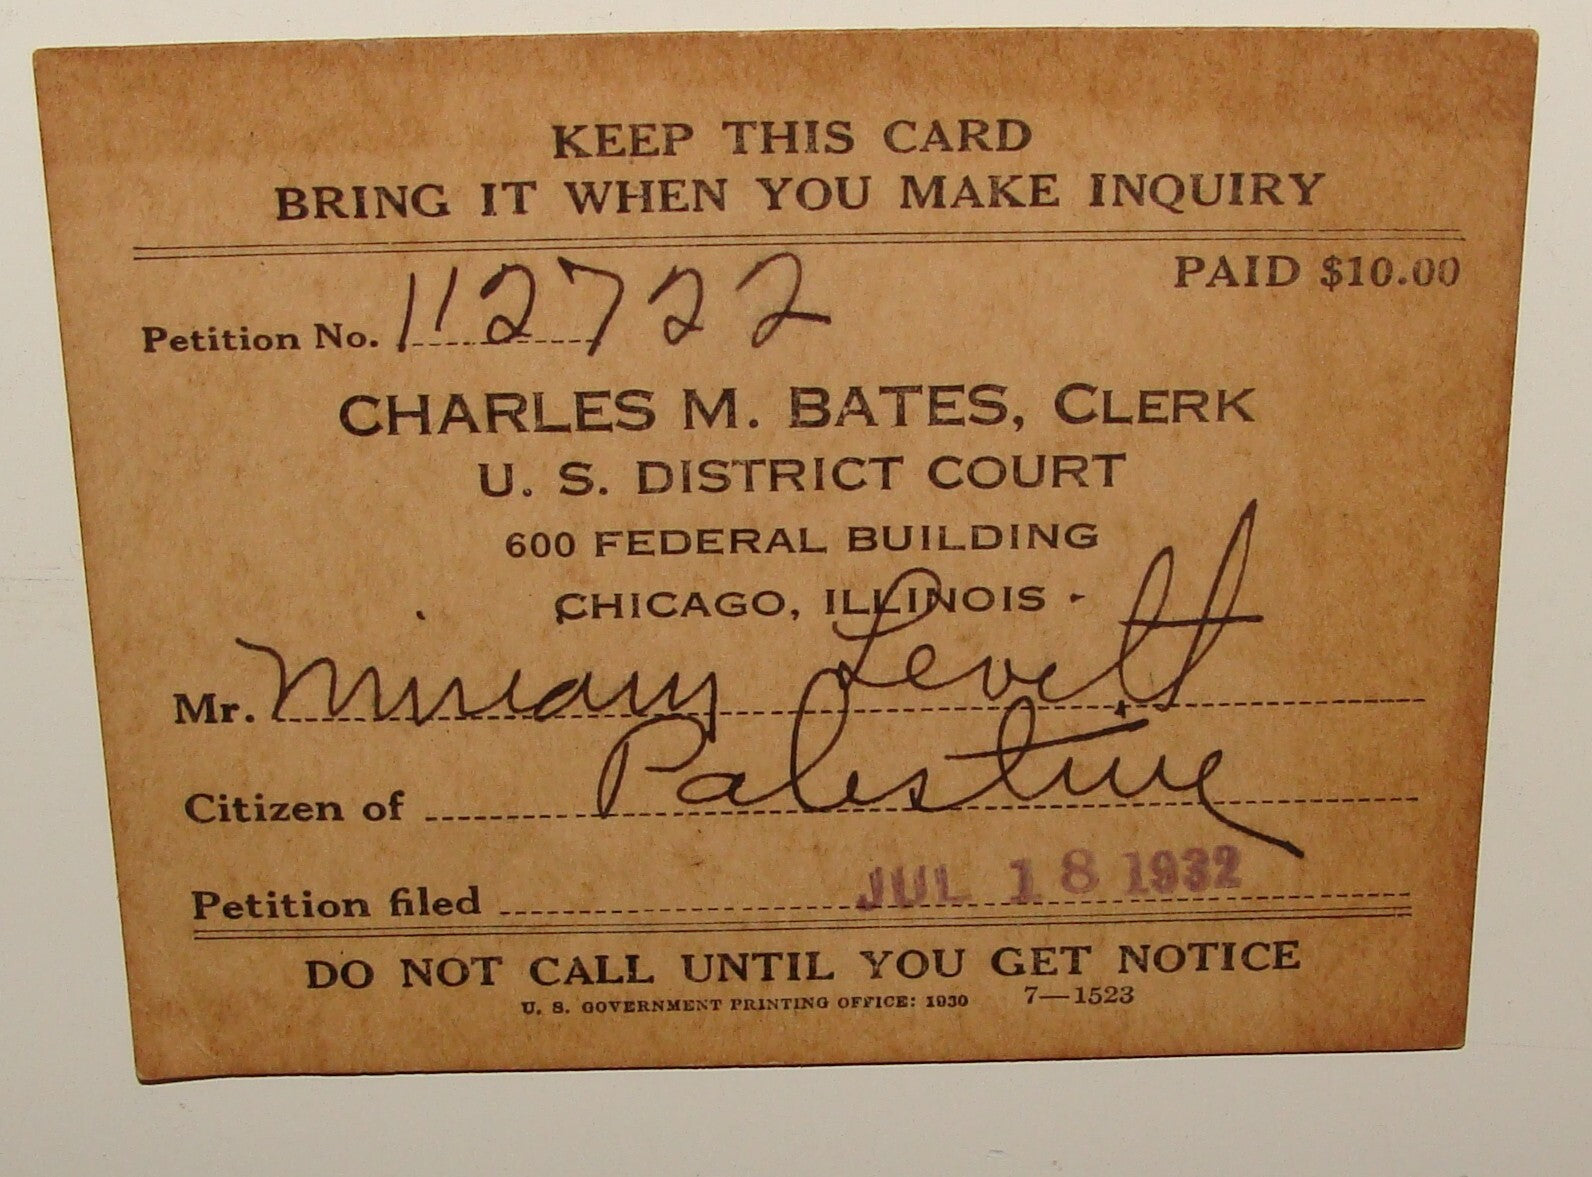 KEEP THIS CARD
BRING IT WHEN YOU MAKE INQUIRY
PAID $10.00
Petition No. 112722
CHARLES M. BATES, CLERK
U. S. DISTRICT COURT
600 FEDERAL BUILDING
CHICAGO, ILLINOIS
Mr. Miriam Levitt
Citizen of Palestine
Petition filed JUL 18 1932
DO NOT CALL UNTIL YOU GET NOTICE
U. S. GOVERNMENT PRINTING OFFICE: 1930 7—1523